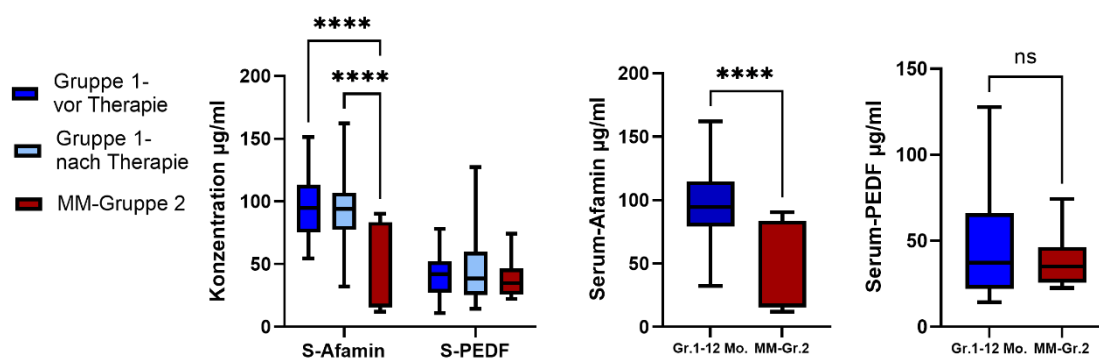 Gruppe 1-
vor Therapie
Gruppe 1-
nach Therapie
MM-Gruppe 2
Konzentration µg/ml
200
150
100
50
0
****
****
S-Afamin
S-PEDF
Serum-Afamin µg/ml
200
150
100
50
0
****
Gr.1-12 Mo.
MM-Gr.2
Serum-PEDF µg/ml
150
100
50
0
ns
Gr.1-12 Mo.
MM-Gr.2